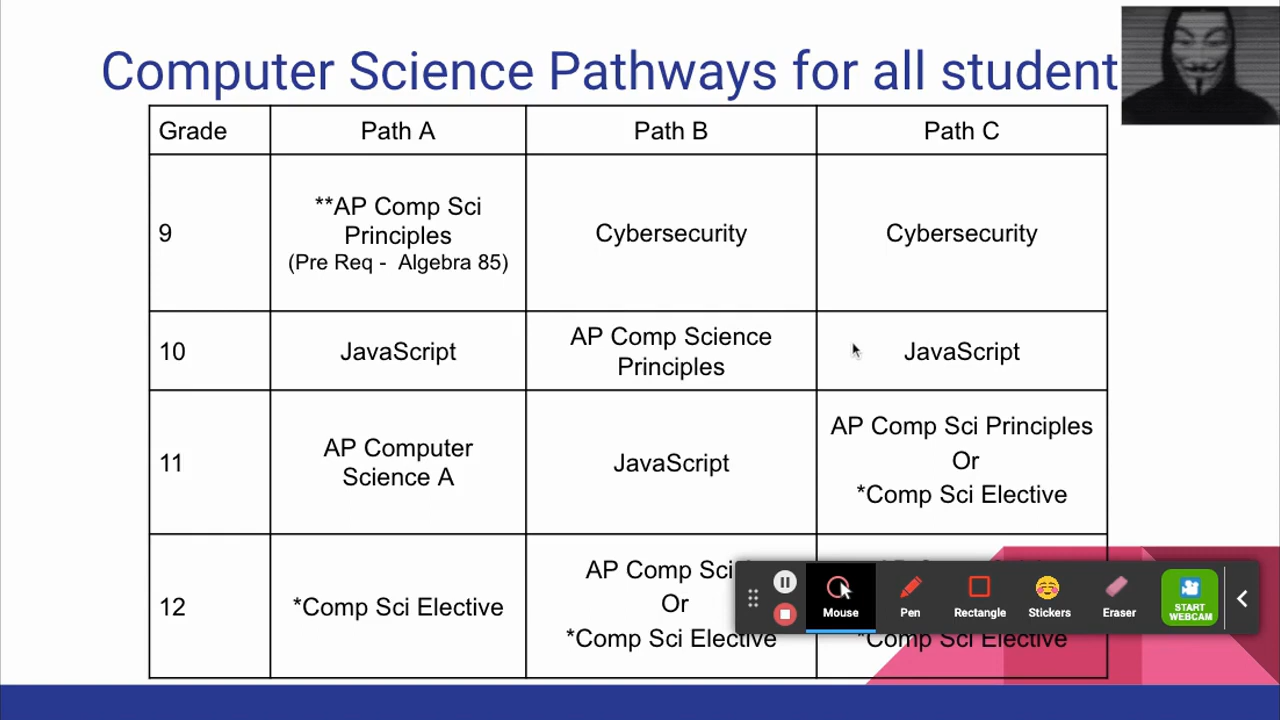 Computer Science Pathways for all student
Grade
Path A
Path B
Path C
9
**AP Comp Sci
Principles
(Pre Req - Algebra 85)
Cybersecurity
Cybersecurity
10
JavaScript
AP Comp Science
Principles
JavaScript
11
AP Computer
Science A
JavaScript
AP Comp Sci Principles
Or
*Comp Sci Elective
12
*Comp Sci Elective
AP Comp Sci
Or
*Comp Sci Elective
*Comp Sci Elective
Mouse
Pen
Rectangle
Stickers
Eraser
START
WEBCAM